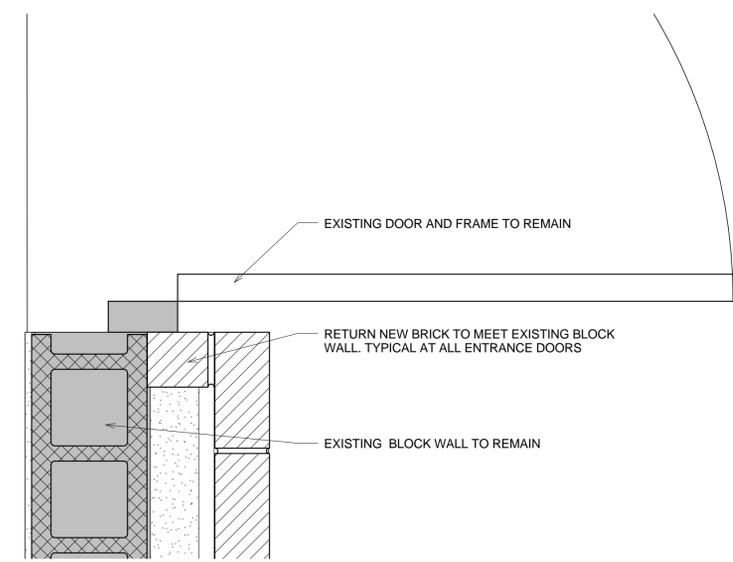 EXISTING DOOR AND FRAME TO REMAIN
RETURN NEW BRICK TO MEET EXISTING BLOCK
WALL. TYPICAL AT ALL ENTRANCE DOORS
EXISTING BLOCK WALL TO REMAIN